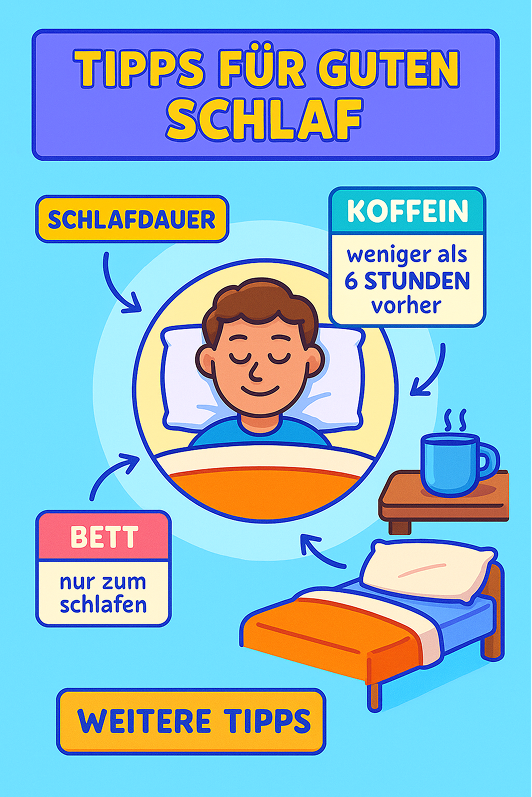 TIPPS FÜR GUTEN
SCHLAF
SCHLAFDAUER
KOFFEIN
weniger als
6 STUNDEN
vorher
BETT
nur zum
schlafen
WEITERE TIPPS